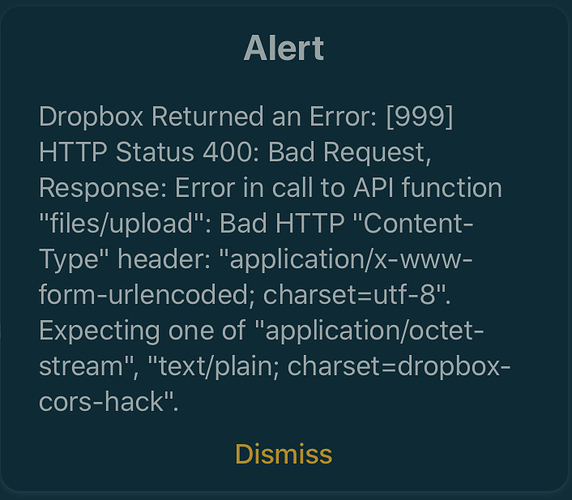 Alert
Dropbox Returned an Error: [999]
HTTP Status 400: Bad Request,
Response: Error in call to API function
"files/upload": Bad HTTP "Content-
Type" header: "application/x-www-
form-urlencoded; charset=utf-8".
Expecting one of "application/octet-
stream", "text/plain; charset=dropbox-
cors-hack".
Dismiss